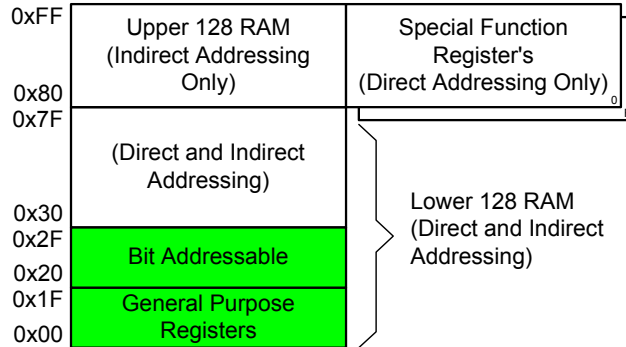 0xFF
Upper 128 RAM
(Indirect Addressing
Only)
Special Function
Register's
(Direct Addressing Only)
0
0x80
0x7F
(Direct and Indirect
Addressing)
0x30
Lower 128 RAM
(Direct and Indirect
Addressing)
0x2F
Bit Addressable
0x20
0x1F
General Purpose
Registers
0x00